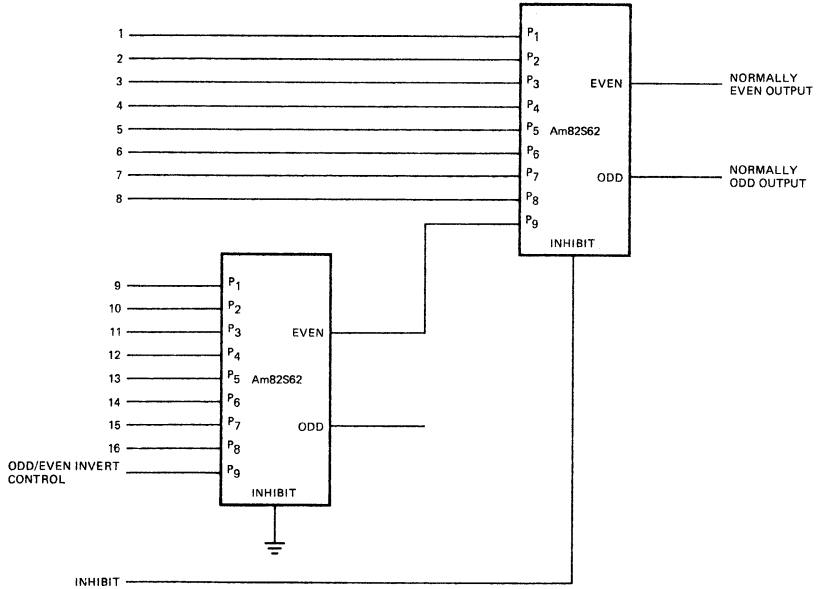 1
2
3
4
5
6
7
8
P1
P2
P3
P4
P5
P6
P7
P8
P9
Am82S62
EVEN
ODD
INHIBIT
NORMALLY
EVEN OUTPUT
NORMALLY
ODD OUTPUT
9
10
11
12
13
14
15
16
ODD/EVEN INVERT
CONTROL
P1
P2
P3
P4
P5
P6
P7
P8
P9
Am82S62
EVEN
ODD
INHIBIT
INHIBIT